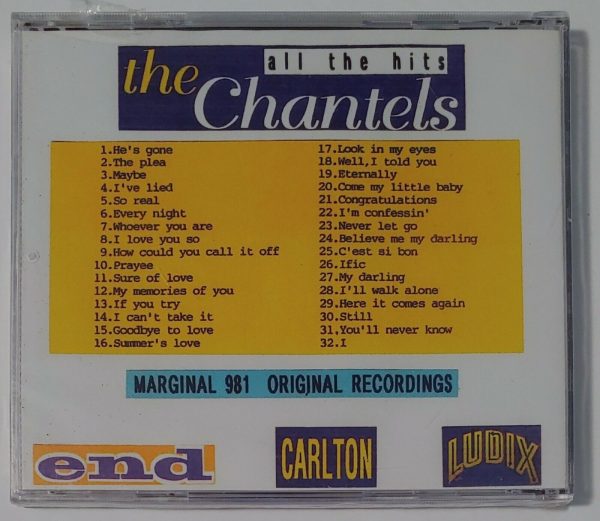 all the hits
the
Chantels
1.He's gone
2.The plea
3.Maybe
4.I've lied
5.So real
6.Every night
7.Whoever you are
8.I love you so
9.How could you call it off
10.Prayee
11.Sure of love
12.My memories of you
13.If you try
14.I can't take it
15.Goodbye to love
16.Summer's love
17.Look in my eyes
18.Well,I told you
19.Eternally
20.Come my little baby
21.Congratulations
22.I'm confessin'
23.Never let go
24.Believe me my darling
25.C'est si bon
26.Ific
27.My darling
28.I'll walk alone
29.Here it comes again
30.Still
31,You'll never know
32.I
MARGINAL 981 ORIGINAL RECORDINGS
end
CARLTON
LUDIX